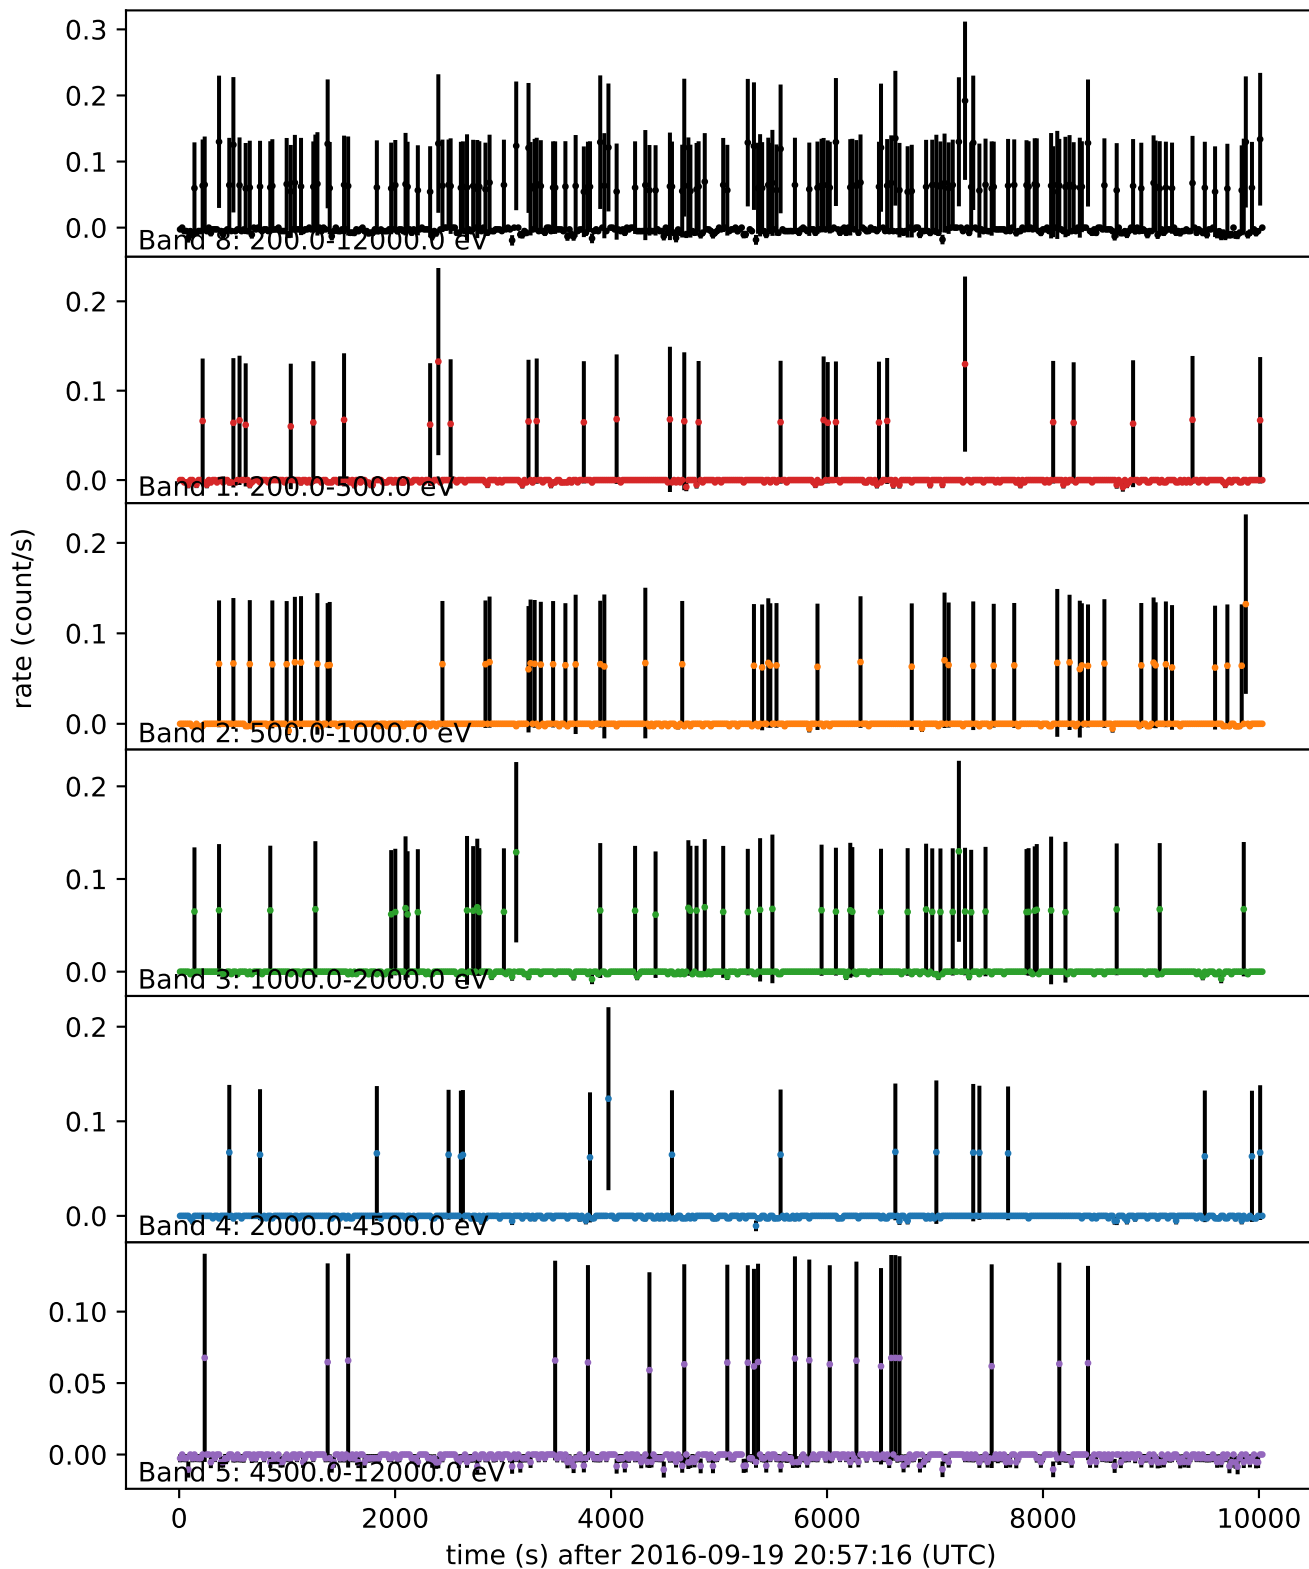 0.3
0.2
0.1
0.0
Band 8: 200.0-12000.0 eV
0.2
0.1
0.0
Band 1: 200.0-500.0 eV
rate (count/s)
0.2
0.1
0.0
Band 2: 500.0-1000.0 eV
0.2
0.1
0.0
Band 3: 1000.0-2000.0 eV
0.2
0.1
0.0
Band 4: 2000.0-4500.0 eV
0.10
0.05
0.00
Band 5: 4500.0-12000.0 eV
0 2000 4000 6000 8000 10000
time (s) after 2016-09-19 20:57:16 (UTC)